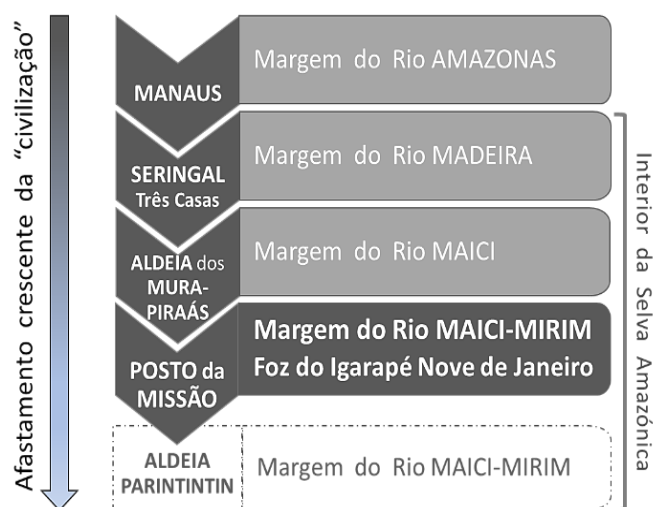 Afastamento crescente da “civilização”
MANAUS
Margem do Rio AMAZONAS
SERINGAL
Três Casas
Margem do Rio MADEIRA
ALDEIA dos
MURA-
PIRAÁS
Margem do Rio MAICI
POSTO da
MISSÃO
Margem do Rio MAICI-MIRIM
Foz do Igarapé Nove de Janeiro
ALDEIA
PARINTINTIN
Margem do Rio MAICI-MIRIM
Interior da Selva Amazónica